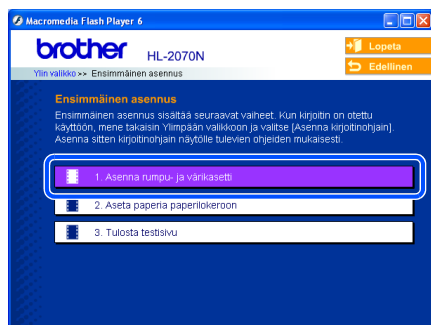 Macromedia Flash Player 6
brother HL-2070N
Lopeta
Edellinen
Ylin valikko >> Ensimmäinen asennus
Ensimmäinen asennus
Ensimmäinen asennus sisältää seuraavat vaiheet. Kun kirjoitin on otettu
käyttöön, mene takaisin Ylimpään valikkoon ja valitse [Asenna kirjoitinohjain].
Asenna sitten kirjoitinohjain näytölle tulevien ohjeiden mukaisesti.
1. Asenna rumpu- ja värikasetti
2. Aseta paperia paperilokeroon
3. Tulosta testisivu